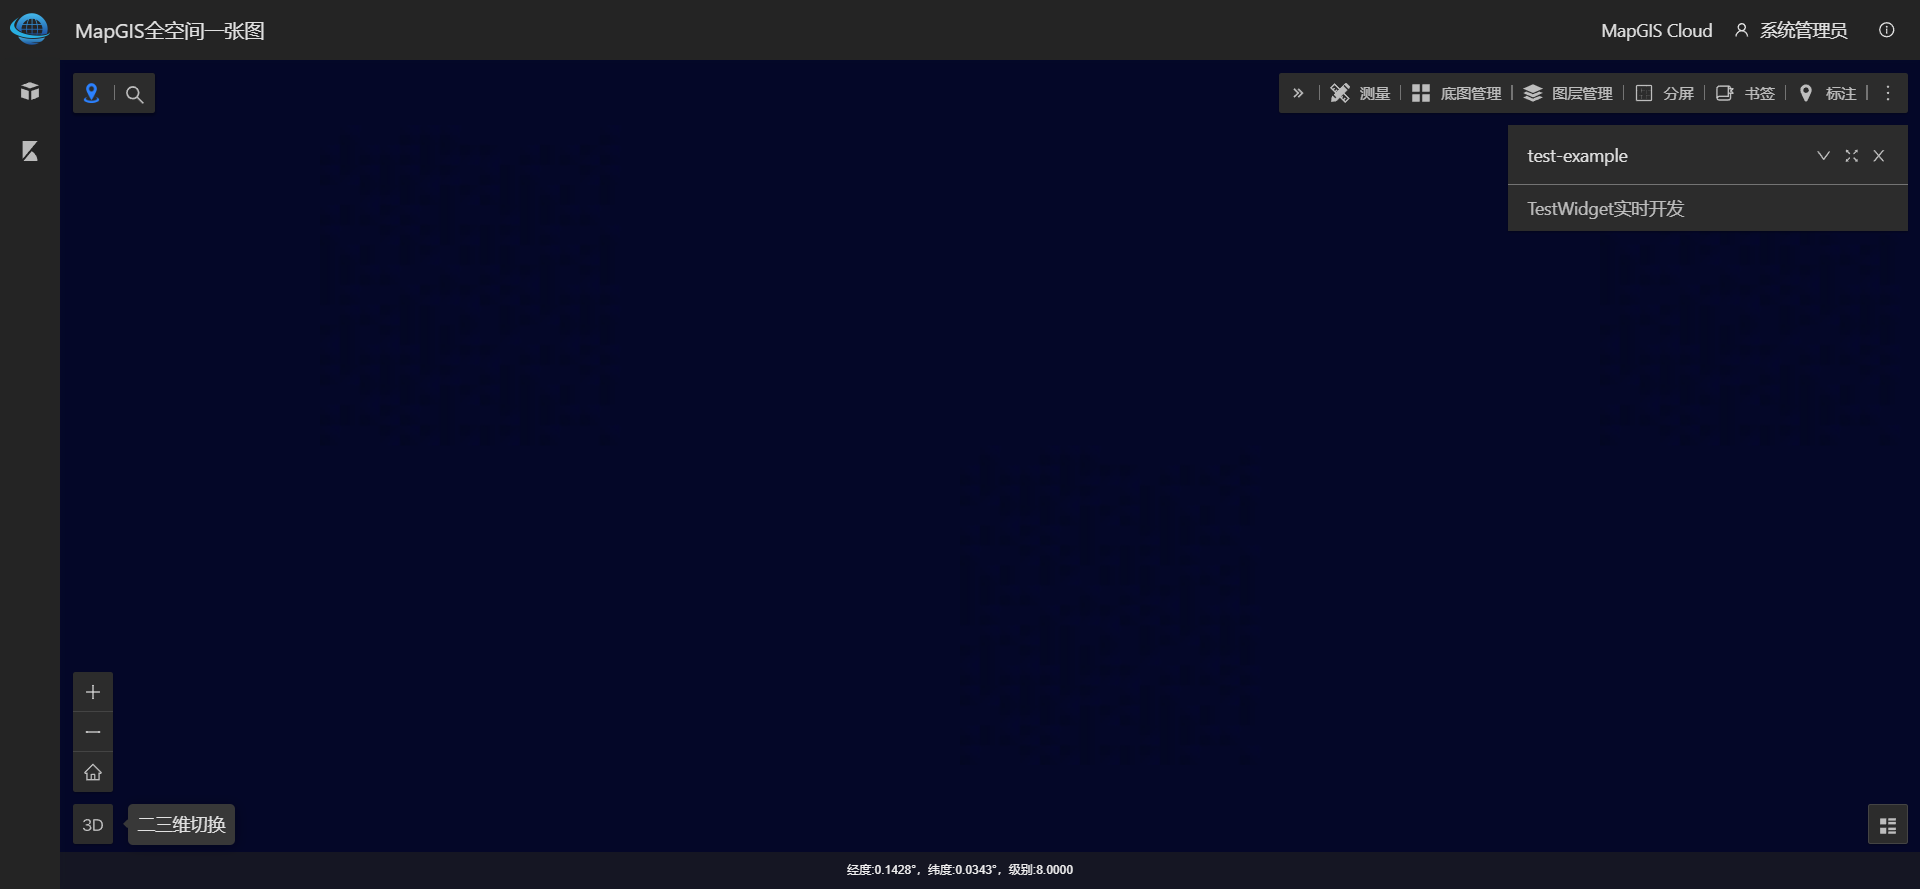 MapGIS全空间一张图
MapGIS Cloud 系统管理员
测量 底图管理 图层管理 分屏 书签 标注
test-example
TestWidget实时开发
3D 二三维切换
经度:0.1428°，纬度:0.0343°，级别:8.0000